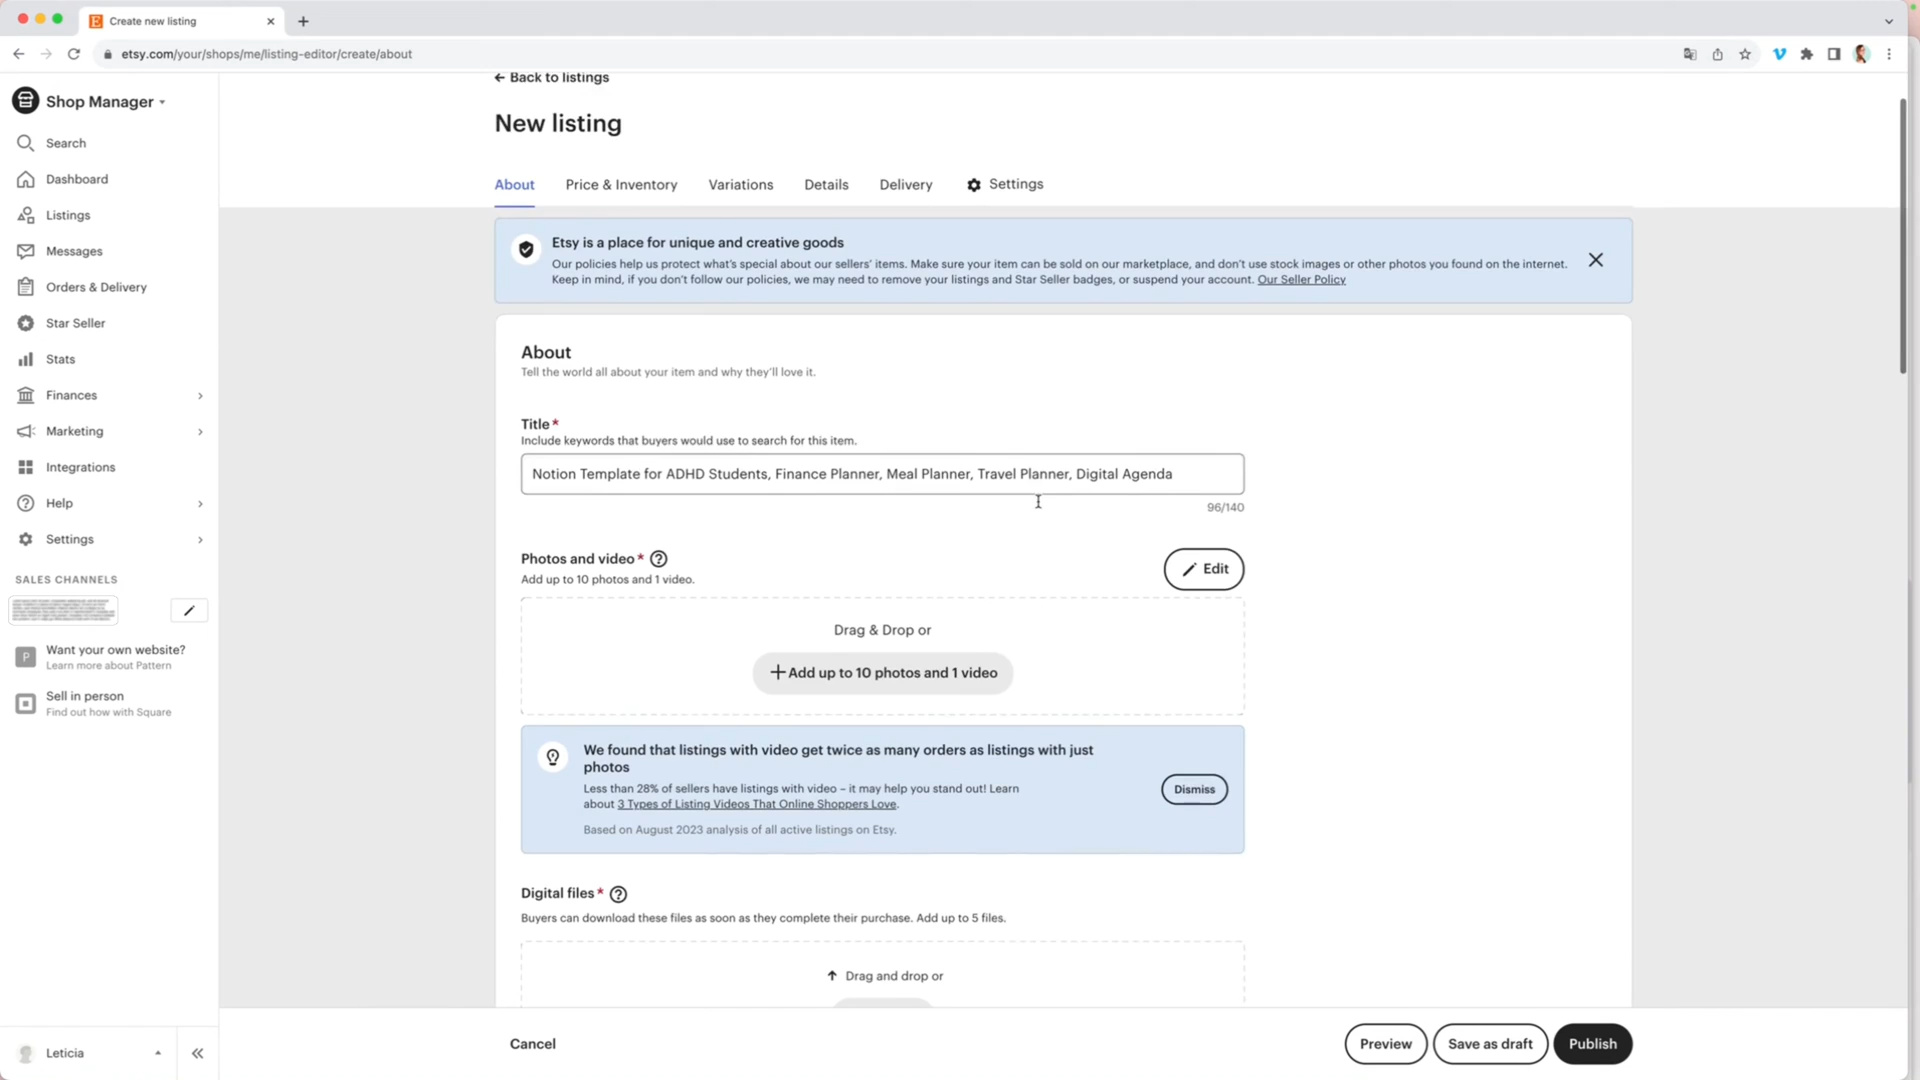 Create new listing
etsy.com/your/shops/me/listing-editor/create/about
Shop Manager
Search
Dashboard
Listings
Messages
Orders & Delivery
Star Seller
Stats
Finances
Marketing
Integrations
Help
Settings
SALES CHANNELS
P
Want your own website?
Learn more about Pattern
Sell in person
Find out how with Square
Leticia
Back to listings
New listing
About
Price & Inventory
Variations
Details
Delivery
Settings
Etsy is a place for unique and creative goods
Our policies help us protect what's special about our sellers' items. Make sure your item can be sold on our marketplace, and don't use stock images or other photos you found on the internet.
Keep in mind, if you don't follow our policies, we may need to remove your listings and Star Seller badges, or suspend your account. Our Seller Policy
About
Tell the world all about your item and why they'll love it.
Title*
Include keywords that buyers would use to search for this item.
Notion Template for ADHD Students, Finance Planner, Meal Planner, Travel Planner, Digital Agenda
96/140
Photos and video*
Add up to 10 photos and 1 video.
Edit
Drag & Drop or
+Add up to 10 photos and 1 video
We found that listings with video get twice as many orders as listings with just
photos
Less than 28% of sellers have listings with video – it may help you stand out! Learn
about 3 Types of Listing Videos That Online Shoppers Love.
Based on August 2023 analysis of all active listings on Etsy.
Dismiss
Digital files*
Buyers can download these files as soon as they complete their purchase. Add up to 5 files.
Drag and drop or
Cancel
Preview
Save as draft
Publish